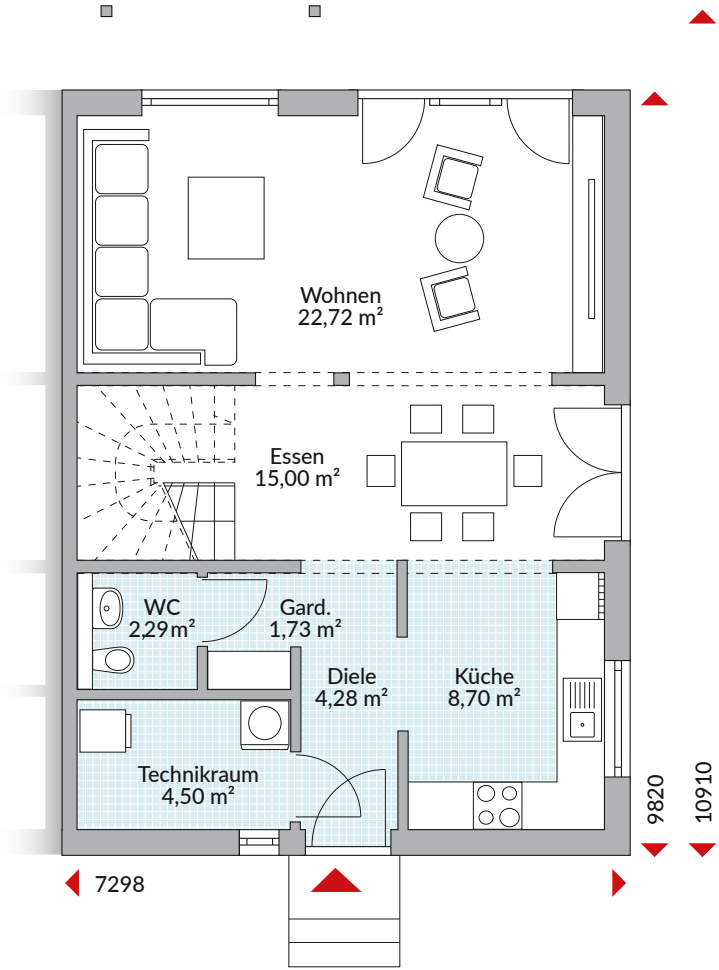 Wohnen
22,72 m²
Essen
15,00 m²
WC
2,29 m²
Gard.
1,73 m²
Diele
4,28 m²
Küche
8,70 m²
Technikraum
4,50 m²
9820
10910
7298